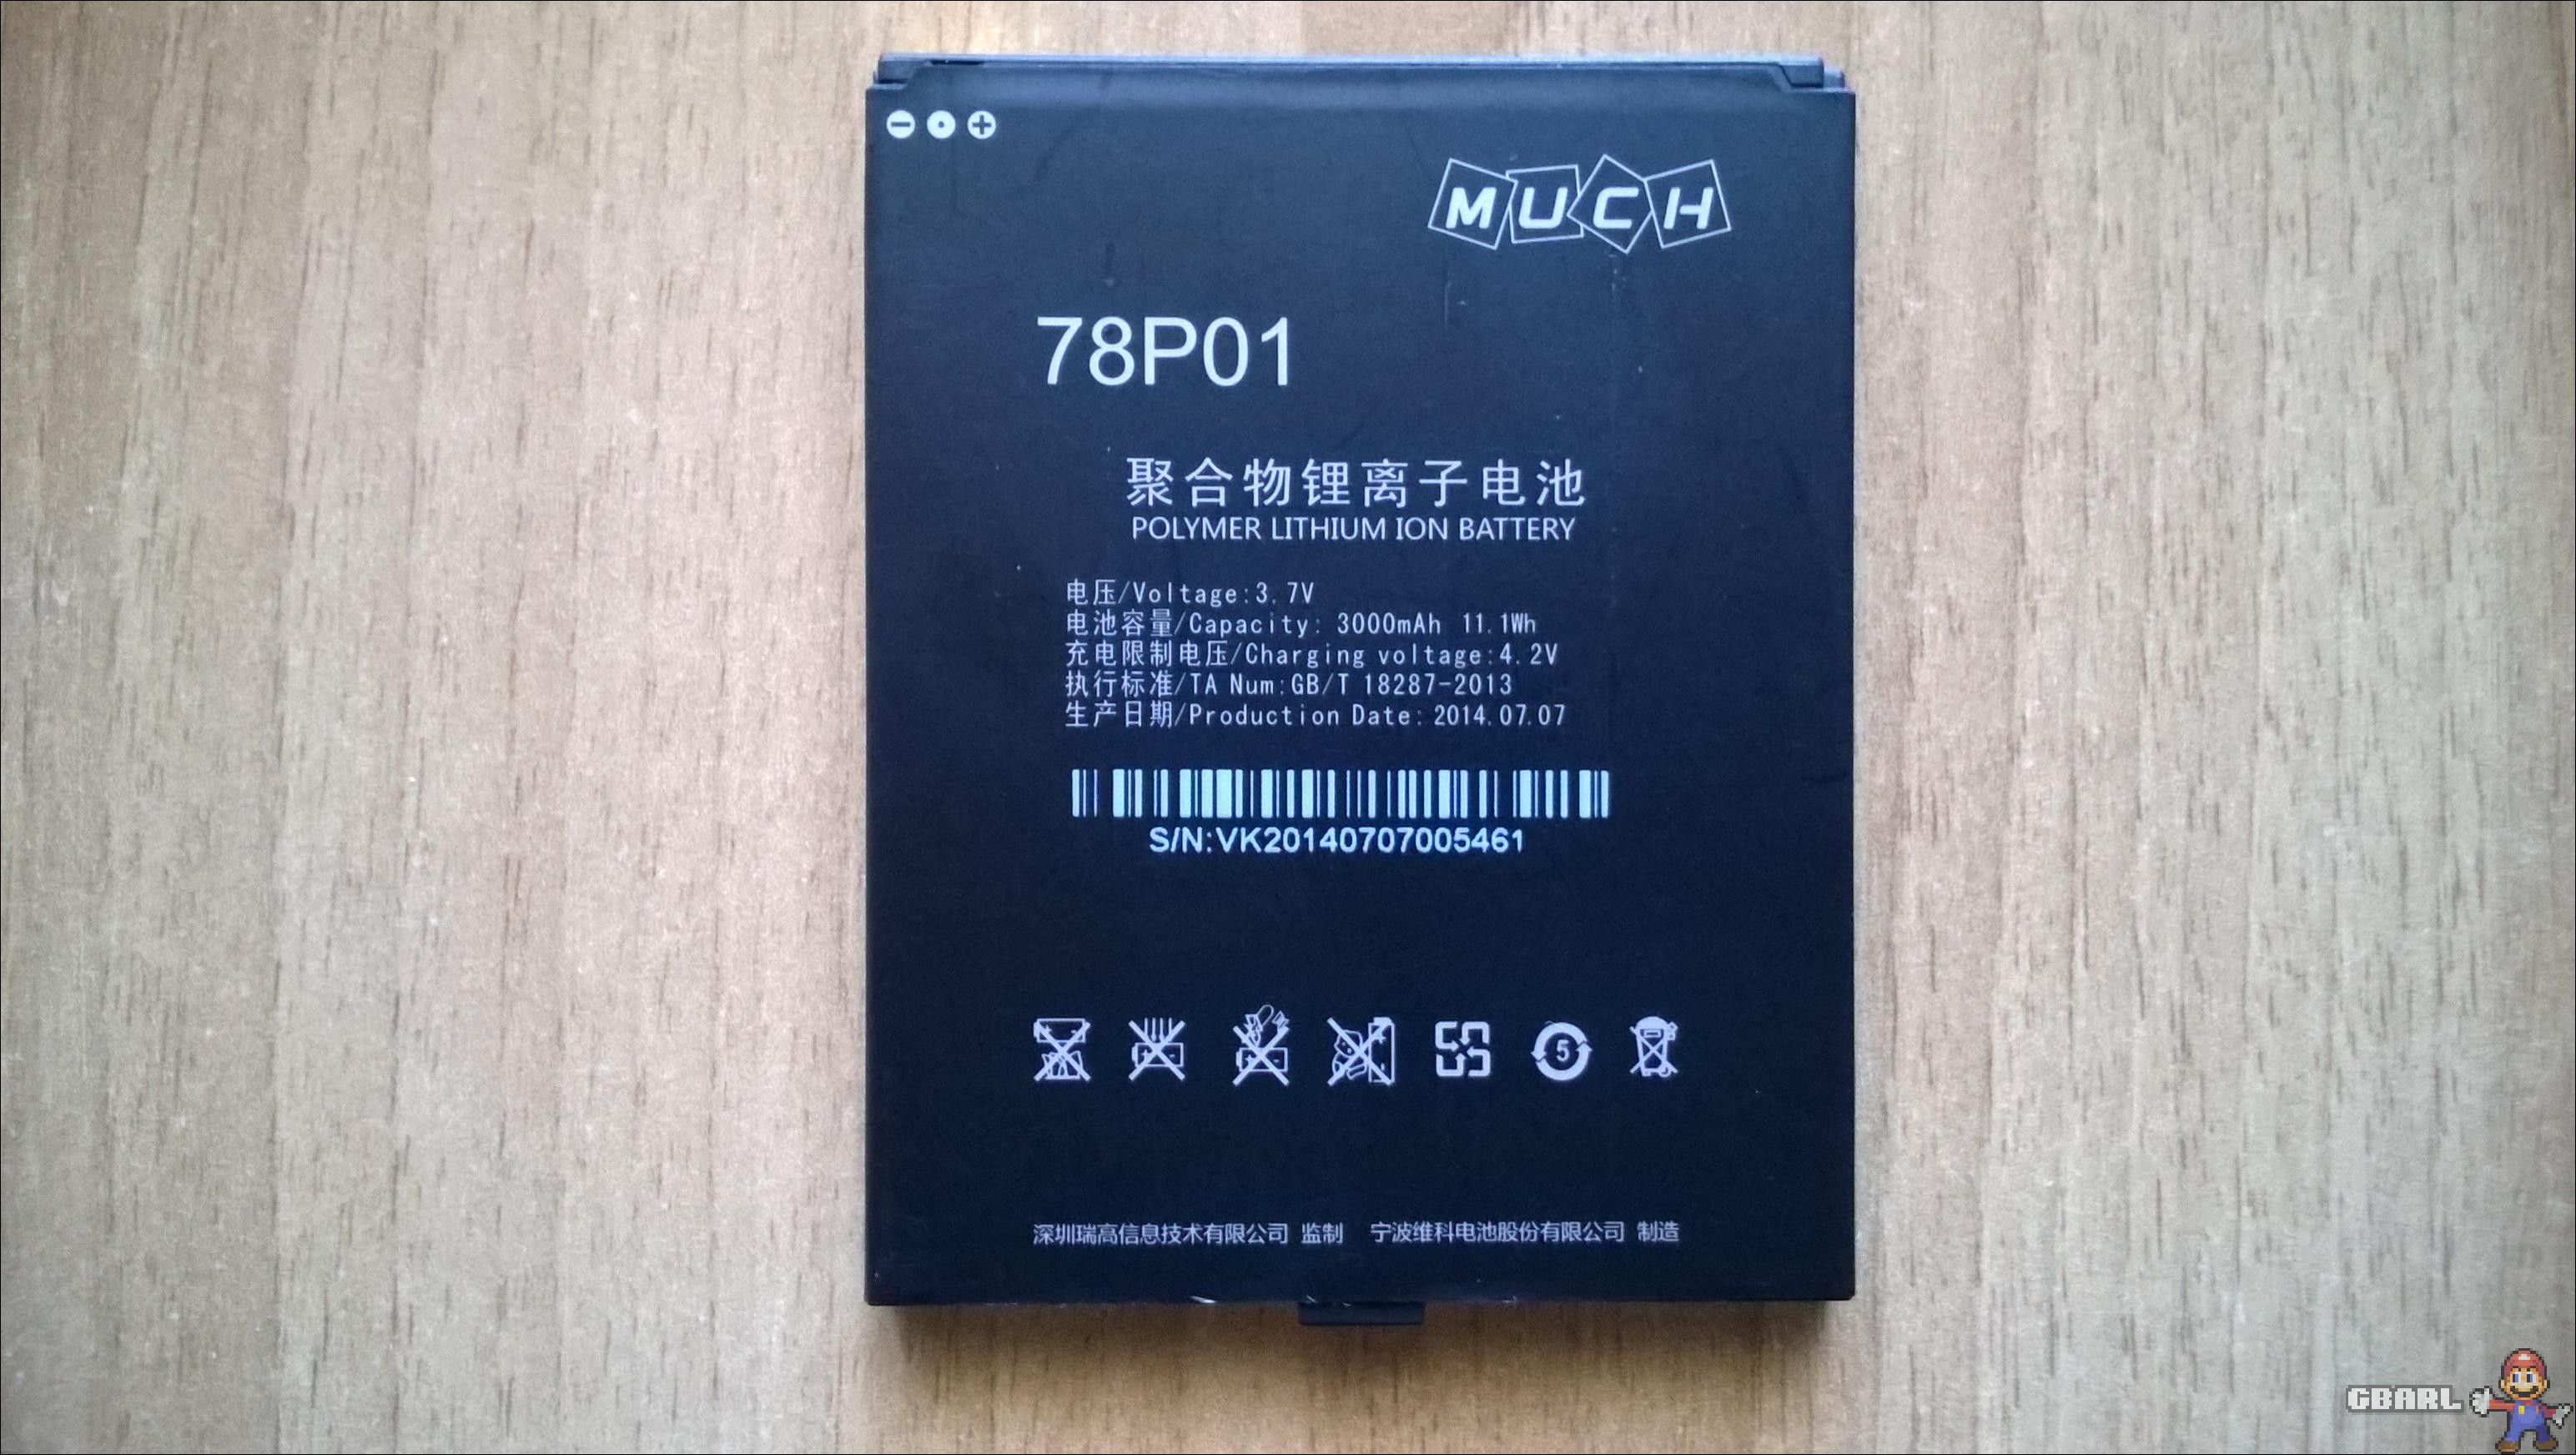 MUCH
78P01
聚合物锂离子电池
POLYMER LITHIUM ION BATTERY
电压/Voltage:3.7V
电池容量/Capacity: 3000mAh 11.1Wh
充电限制电压/Charging voltage:4.2V
执行标准/TA Num:GB/T 18287-2013
生产日期/Production Date: 2014.07.07
S/N:VK20140707005461
5
深圳瑞高信息技术有限公司 监制 宁波维科电池股份有限公司 制造
GBARL